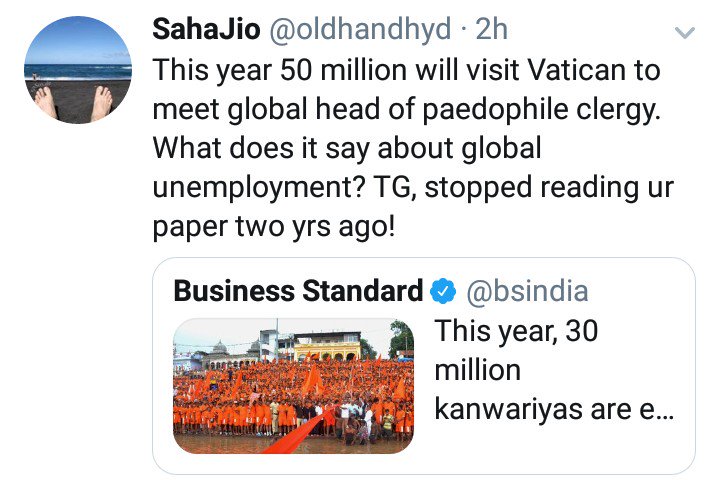 SahaJio @oldhandhyd · 2h
This year 50 million will visit Vatican to
meet global head of paedophile clergy.
What does it say about global
unemployment? TG, stopped reading ur
paper two yrs ago!
Business Standard @bsindia
This year, 30
million
kanwariyas are e...